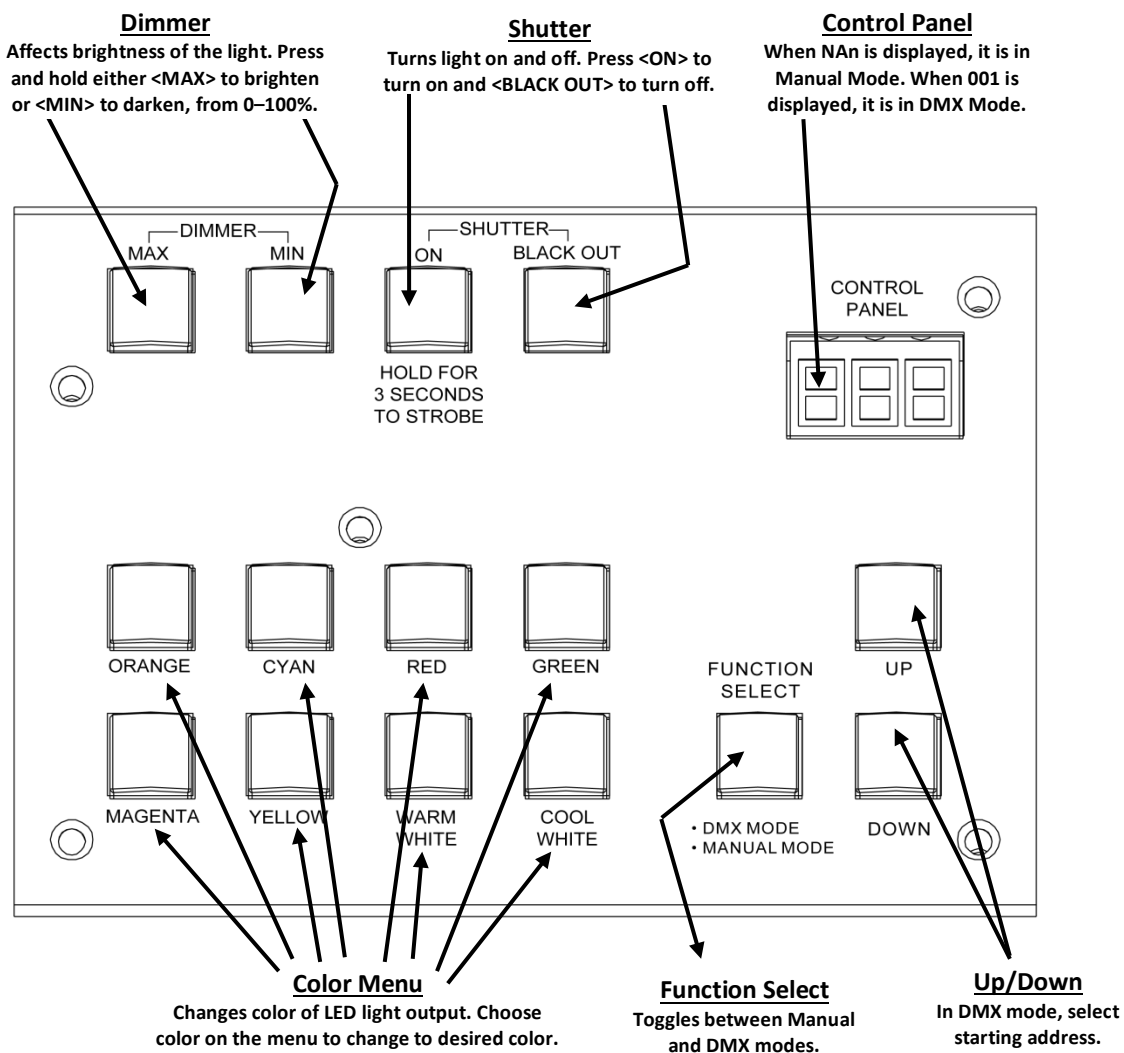 Dimmer
Affects brightness of the light. Press
and hold either <MAX> to brighten
or <MIN> to darken, from 0–100%.
Shutter
Turns light on and off. Press <ON> to
turn on and <BLACK OUT> to turn off.
Control Panel
When NAn is displayed, it is in
Manual Mode. When 001 is
displayed, it is in DMX Mode.
DIMMER
MAX
MIN
SHUTTER
ON
BLACK OUT
HOLD FOR
3 SECONDS
TO STROBE
CONTROL
PANEL
ORANGE
CYAN
RED
GREEN
MAGENTA
YELLOW
WARM
WHITE
COOL
WHITE
FUNCTION
SELECT
• DMX MODE
• MANUAL MODE
UP
DOWN
Color Menu
Changes color of LED light output. Choose
color on the menu to change to desired color.
Function Select
Toggles between Manual
and DMX modes.
Up/Down
In DMX mode, select
starting address.